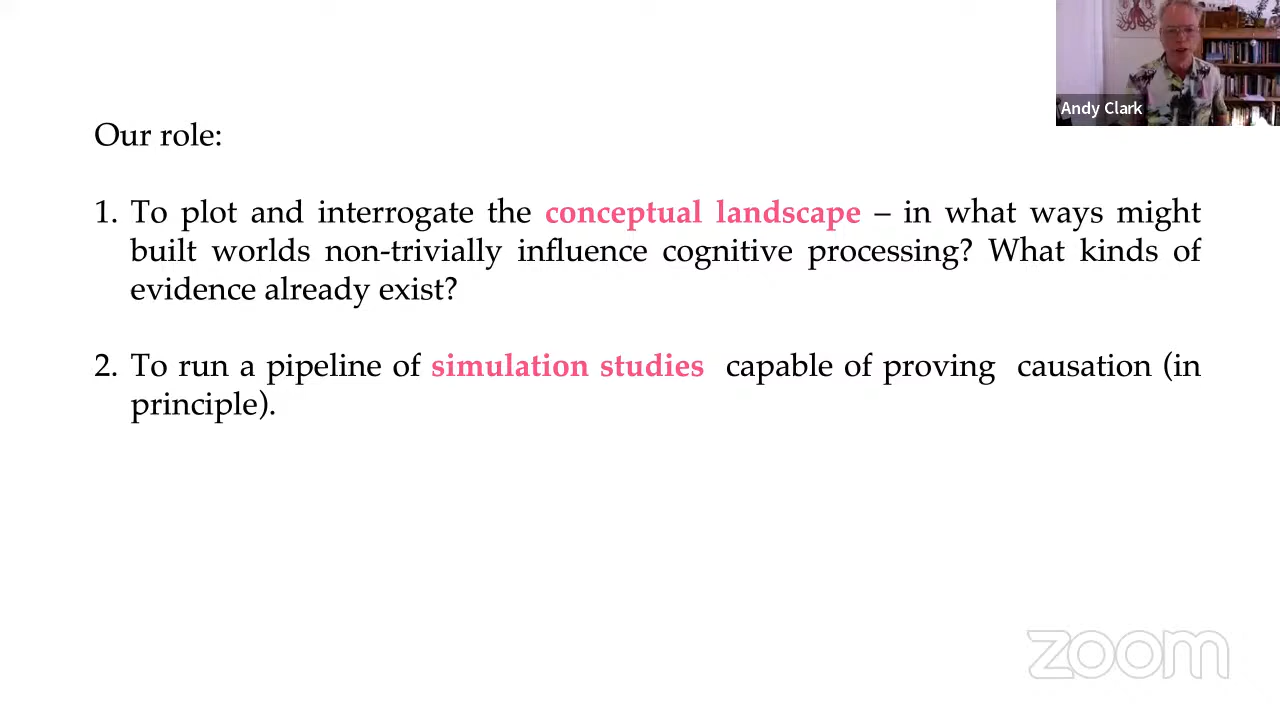 Andy Clark
Our role:
1. To plot and interrogate the conceptual landscape – in what ways might
built worlds non-trivially influence cognitive processing? What kinds of
evidence already exist?
2. To run a pipeline of simulation studies capable of proving causation (in
principle).
zoom